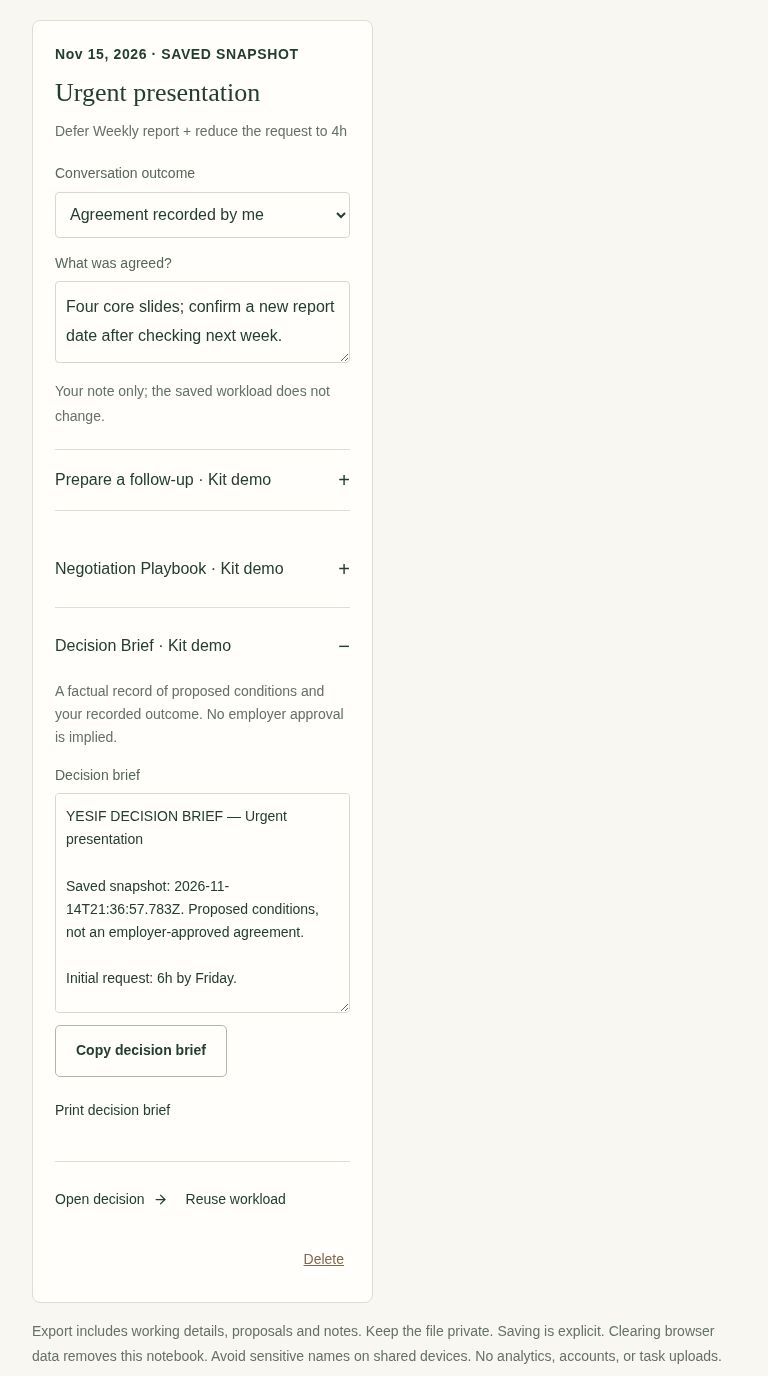 Nov 15, 2026 · SAVED SNAPSHOT
Urgent presentation
Defer Weekly report + reduce the request to 4h
Conversation outcome
Agreement recorded by me
What was agreed?
Four core slides; confirm a new report
date after checking next week.
Your note only; the saved workload does not
change.
Prepare a follow-up · Kit demo +
Negotiation Playbook · Kit demo +
Decision Brief · Kit demo −
A factual record of proposed conditions and
your recorded outcome. No employer approval
is implied.
Decision brief
YESIF DECISION BRIEF — Urgent
presentation
Saved snapshot: 2026-11-
14T21:36:57.783Z. Proposed conditions,
not an employer-approved agreement.
Initial request: 6h by Friday.
Copy decision brief
Print decision brief
Open decision → Reuse workload
Delete
Export includes working details, proposals and notes. Keep the file private. Saving is explicit. Clearing browser
data removes this notebook. Avoid sensitive names on shared devices. No analytics, accounts, or task uploads.